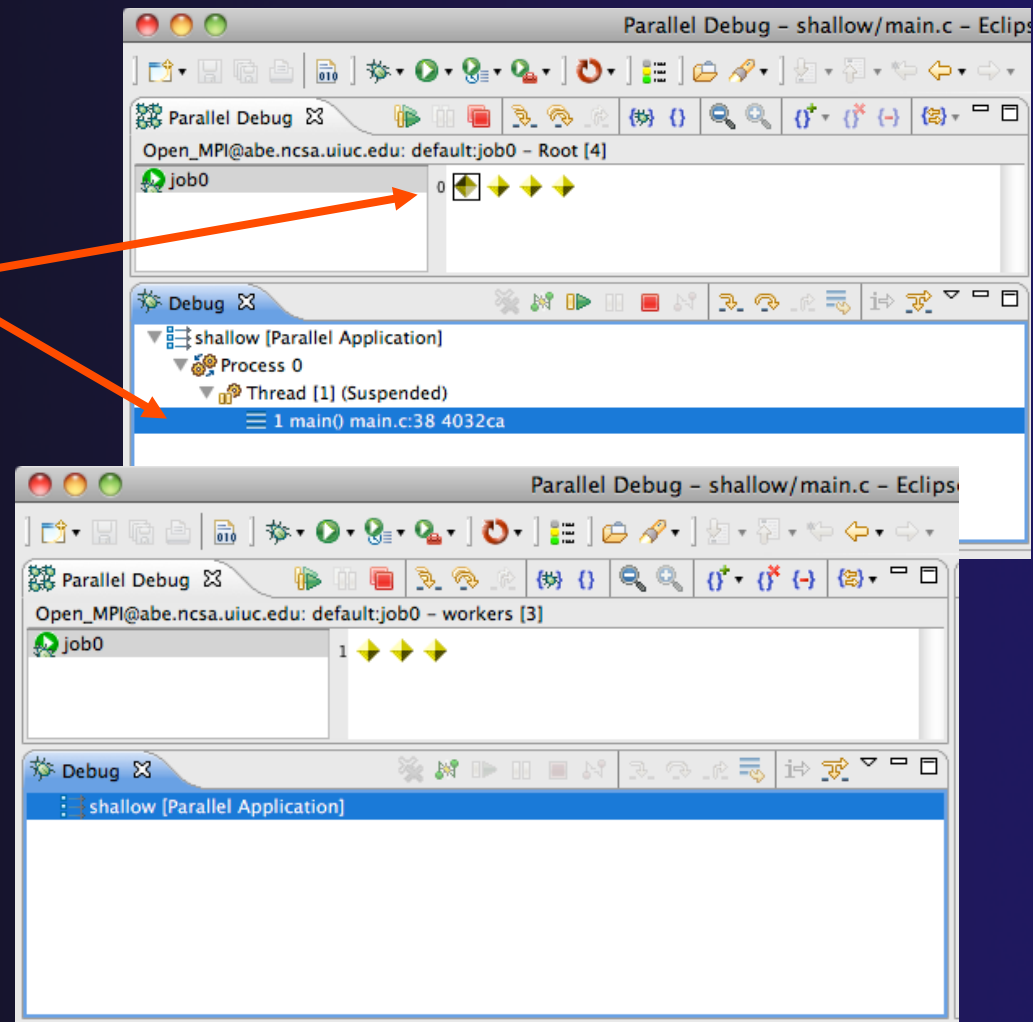 Parallel Debug – shallow/main.c – Eclips
010
Parallel Debug
Open_MPI@abe.ncsa.uiuc.edu: default:job0 – Root [4]
job0
0
Debug
shallow [Parallel Application]
Process 0
Thread [1] (Suspended)
1 main() main.c:38 4032ca
Parallel Debug – shallow/main.c – Eclips
010
Parallel Debug
Open_MPI@abe.ncsa.uiuc.edu: default:job0 – workers [3]
job0
1
Debug
shallow [Parallel Application]